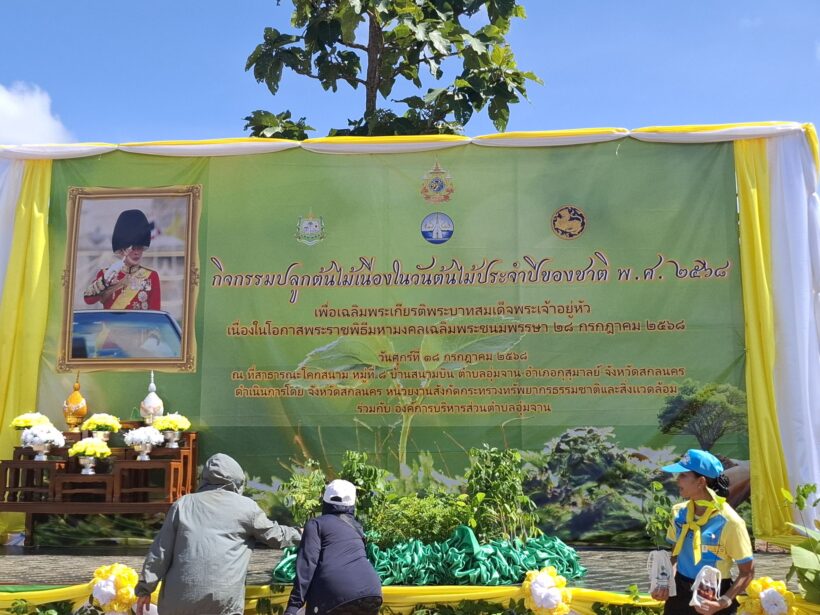 กิจกรรมปลูกต้นไม้เนื่องในวันต้นไม้ประจำปีของชาติ พ.ศ. ๒๕๖๘
เพื่อเฉลิมพระเกียรติพระบาทสมเด็จพระเจ้าอยู่หัว
เนื่องในโอกาสพระราชพิธีมหามงคลเฉลิมพระชนมพรรษา ๒๘ กรกฎาคม ๒๕๖๘
วันศุกร์ที่ ๑๘ กรกฎาคม ๒๕๖๘
ณ ที่สาธารณะโคกสนาม หมู่ที่ ๘ บ้านสนามบิน ตำบลอุ่มจาน อำเภอกุสุมาลย์ จังหวัดสกลนคร
ดำเนินการโดย จังหวัดสกลนคร หน่วยงานสังกัดกระทรวงทรัพยากรธรรมชาติและสิ่งแวดล้อม
ร่วมกับ องค์การบริหารส่วนตำบลอุ่มจาน